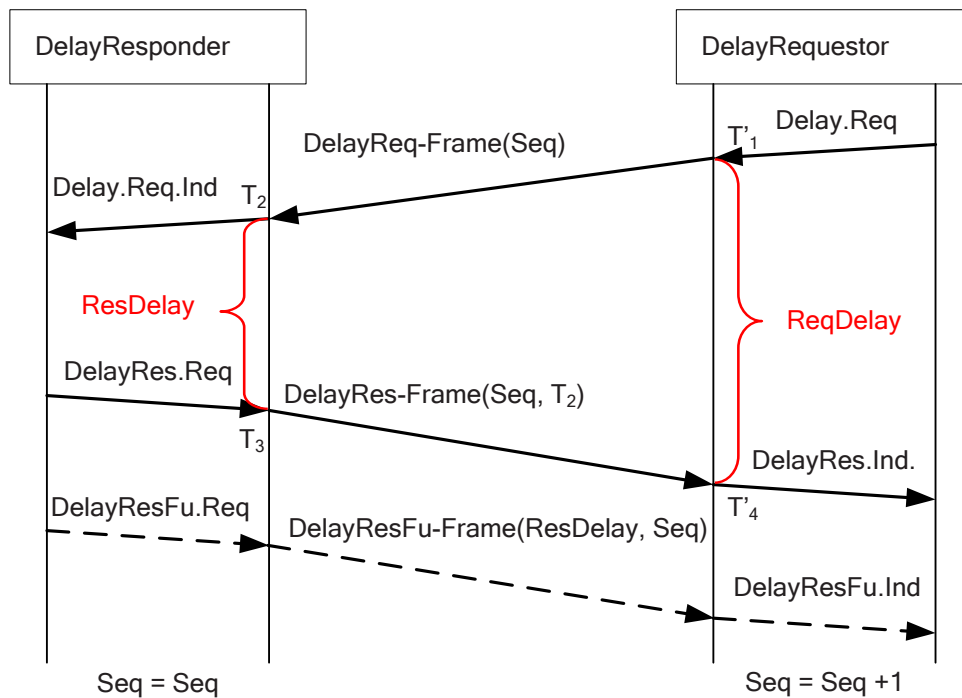 DelayResponder
DelayRequestor
Delay.Req
T’₁
DelayReq-Frame(Seq)
Delay.Req.Ind
T₂
ResDelay
ReqDelay
DelayRes.Req
DelayRes-Frame(Seq, T₂)
T₃
DelayRes.Ind.
T’₄
DelayResFu.Req
DelayResFu-Frame(ResDelay, Seq)
DelayResFu.Ind
Seq = Seq
Seq = Seq +1